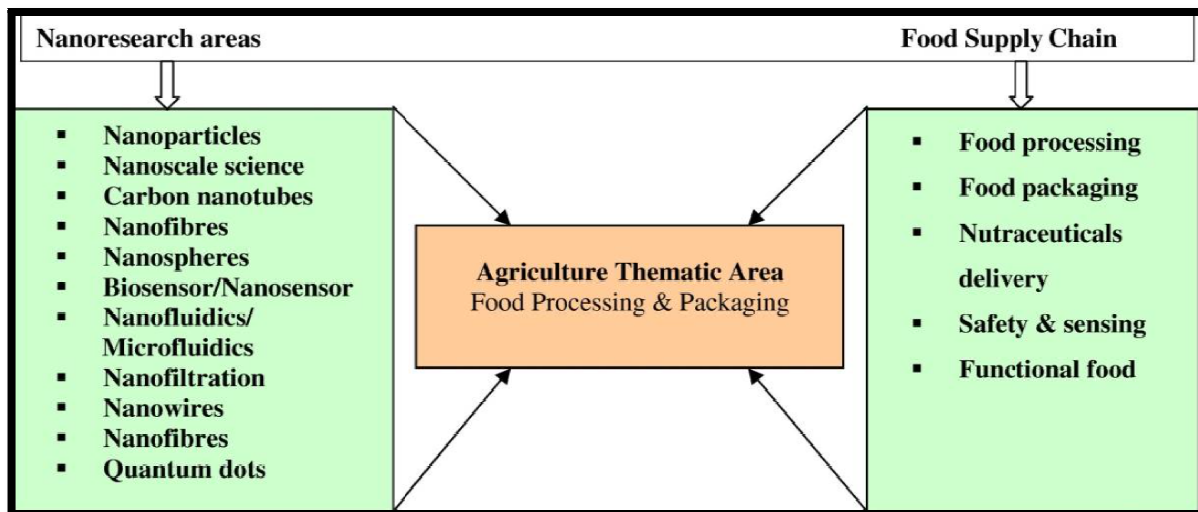 Nanoresearch areas
Food Supply Chain
▪ Nanoparticles
▪ Nanoscale science
▪ Carbon nanotubes
▪ Nanofibres
▪ Nanospheres
▪ Biosensor/Nanosensor
▪ Nanofluidics/
Microfluidics
▪ Nanofiltration
▪ Nanowires
▪ Nanofibres
▪ Quantum dots
Agriculture Thematic Area
Food Processing & Packaging
▪ Food processing
▪ Food packaging
▪ Nutraceuticals
delivery
▪ Safety & sensing
▪ Functional food